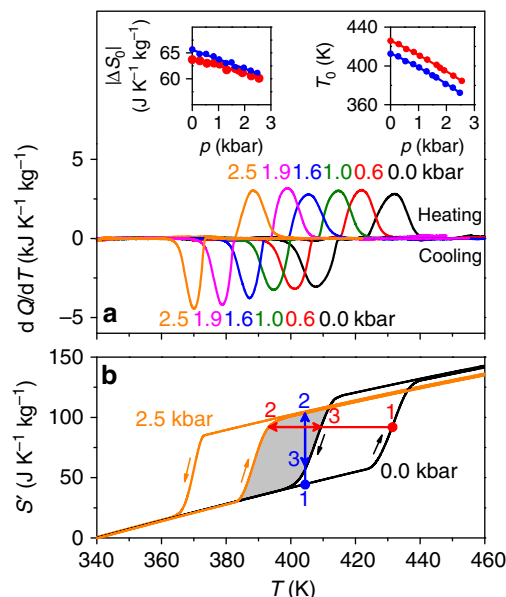 |ΔS₀|
(J K⁻¹ kg⁻¹)
65
60
0 1 2 3
p (kbar)
T₀
(K)
440
400
360
0 1 2 3
p (kbar)
dQ/dT (kJ K⁻¹ kg⁻¹)
5
0
−5
2.5 1.9 1.6 1.0 0.6 0.0 kbar
Heating
Cooling
2.5 1.9 1.6 1.0 0.6 0.0 kbar
a
b
S′ (J K⁻¹ kg⁻¹)
150
100
50
0
2.5 kbar
2
2
3
1
3
1
0.0 kbar
340 360 380 400 420 440 460
T (K)